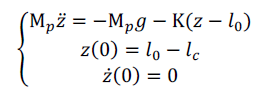 M_p z̈ = −M_p g − K(z − l_0)
z(0) = l_0 − l_c
ż(0) = 0